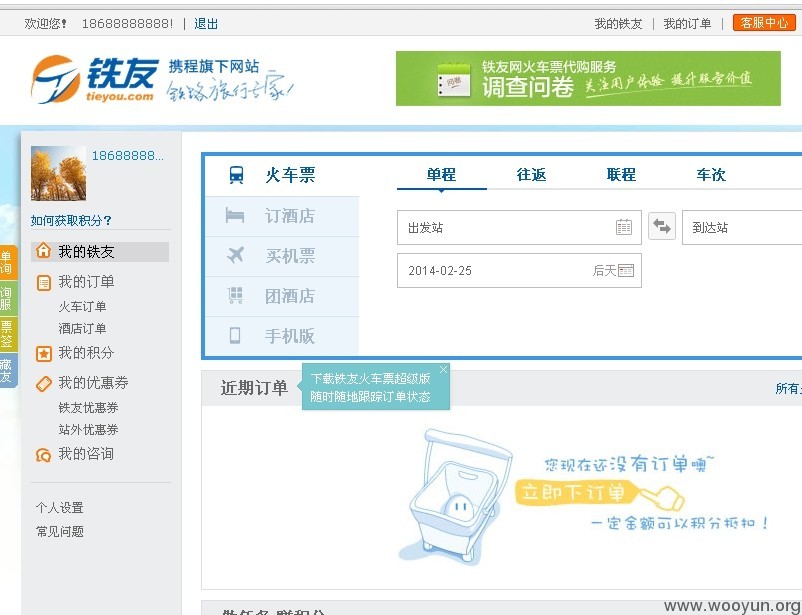 欢迎您! 18688888888! | 退出
我的铁友 | 我的订单 | 客服中心
铁友
tieyou.com
携程旗下网站
铁路旅行专家!
铁友网火车票代购服务
调查问卷 关注用户体验 提升服务价值
问卷
18688888...
如何获取积分?
我的铁友
我的订单
火车订单
酒店订单
我的积分
我的优惠券
铁友优惠券
站外优惠券
我的咨询
个人设置
常见问题
火车票
订酒店
买机票
团酒店
手机版
单程 往返 联程 车次
出发站
到达站
2014-02-25 后天
近期订单
下载铁友火车票超级版
随时随地跟踪订单状态
所有
您现在还没有订单噢~
立即下订单
一定金额可以积分抵扣!
www.wooyun.org